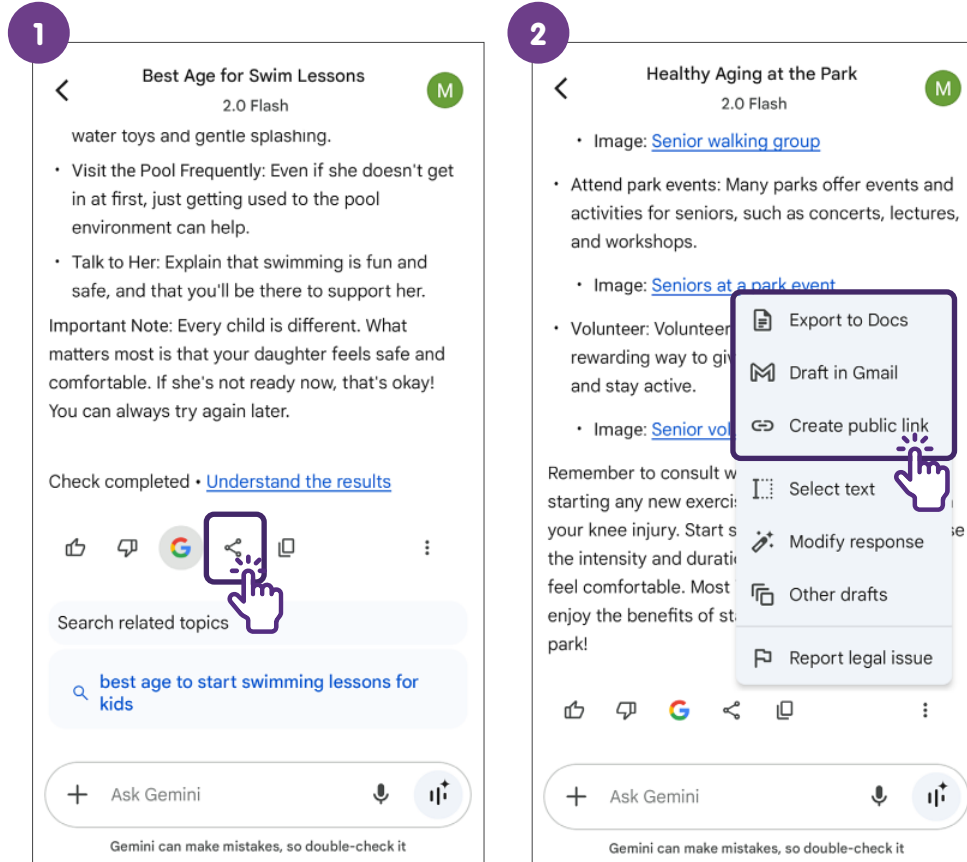 1
Best Age for Swim Lessons
M
2.0 Flash
water toys and gentle splashing.
• Visit the Pool Frequently: Even if she doesn't get
in at first, just getting used to the pool
environment can help.
• Talk to Her: Explain that swimming is fun and
safe, and that you'll be there to support her.
Important Note: Every child is different. What
matters most is that your daughter feels safe and
comfortable. If she's not ready now, that's okay!
You can always try again later.
Check completed • Understand the results
G
Search related topics
best age to start swimming lessons for
kids
Ask Gemini
Gemini can make mistakes, so double-check it
2
Healthy Aging at the Park
M
2.0 Flash
• Image: Senior walking group
• Attend park events: Many parks offer events and
activities for seniors, such as concerts, lectures,
and workshops.
• Image: Seniors at a park event
• Volunteer: Volunteer
rewarding way to
and stay active.
• Image: Senior
Remember to consult
starting any new
your knee injury. Start
the intensity and
feel comfortable. Most
enjoy the benefits of
park!
Export to Docs
Draft in Gmail
Create public link
Select text
Modify response
Other drafts
Report legal issue
G
Ask Gemini
Gemini can make mistakes, so double-check it